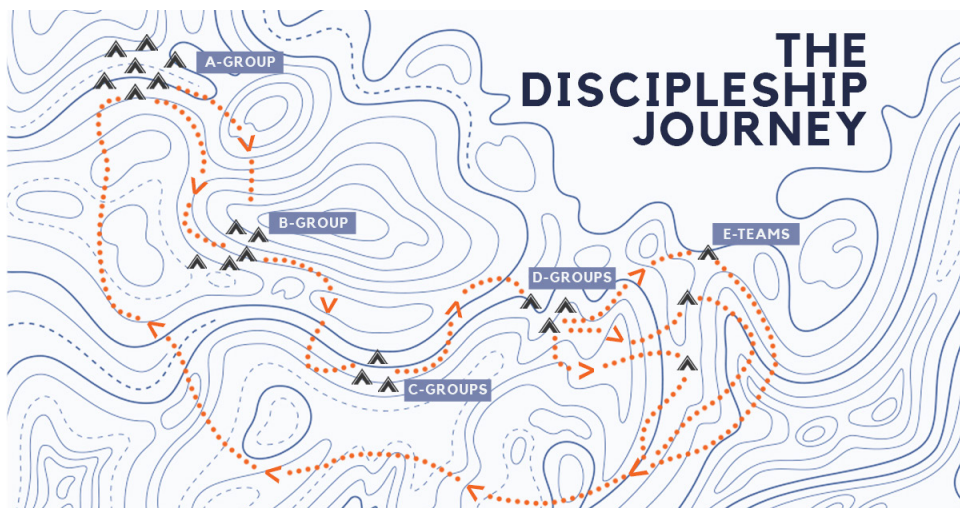 THE
DISCIPLESHIP
JOURNEY
A-GROUP
B-GROUP
E-TEAMS
D-GROUPS
C-GROUPS